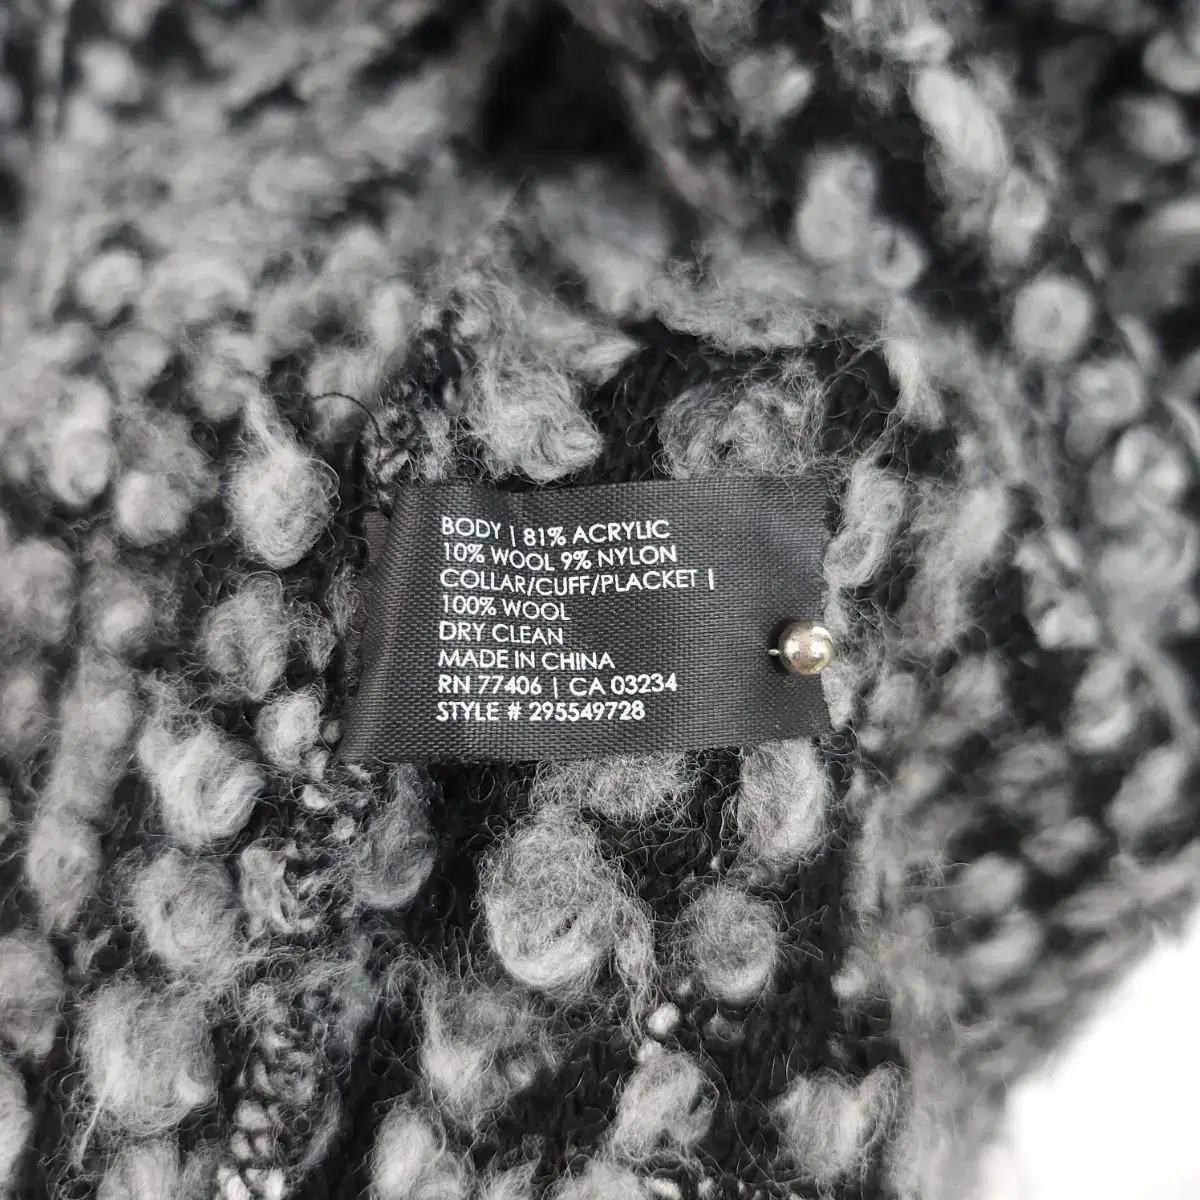 BODY | 81% ACRYLIC
10% WOOL 9% NYLON
COLLAR/CUFF/PLACKET |
100% WOOL
DRY CLEAN
MADE IN CHINA
RN 77406 | CA 03234
STYLE # 295549728